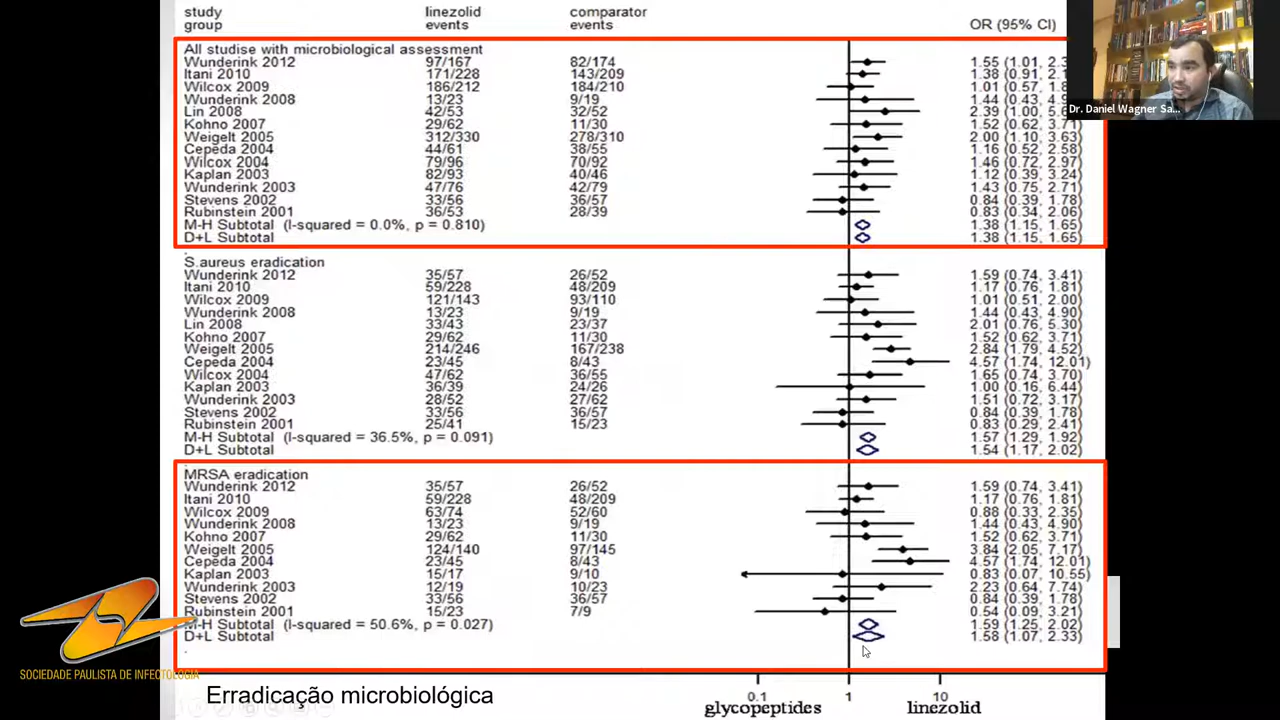 study linezolid comparator
group events events OR (95% CI)
All studise with microbiological assessment
Wunderink 2012 97/167 82/174 1.55 (1.01, 2.3
Itani 2010 171/228 143/209 1.38 (0.91, 2.1
Wilcox 2009 186/212 184/210 1.01 (0.57, 1.8
Wunderink 2008 13/23 9/19 1.44 (0.43, 4.9
Lin 2008 42/53 32/52 2.39 (1.00, 5.6
Kohno 2007 29/62 11/30 1.52 (0.62, 3.71)
Weigelt 2005 312/330 278/310 2.00 (1.10, 3.63)
Cepeda 2004 44/61 38/55 1.16 (0.52, 2.58)
Wilcox 2004 79/96 70/92 1.46 (0.72, 2.97)
Kaplan 2003 82/93 40/46 1.12 (0.39, 3.24)
Wunderink 2003 47/76 42/79 1.43 (0.75, 2.71)
Stevens 2002 33/56 36/57 0.84 (0.39, 1.78)
Rubinstein 2001 36/53 28/39 0.83 (0.34, 2.06)
M-H Subtotal (I-squared = 0.0%, p = 0.810) 1.38 (1.15, 1.65)
D+L Subtotal 1.38 (1.15, 1.65)
S.aureus eradication
Wunderink 2012 35/57 26/52 1.59 (0.74, 3.41)
Itani 2010 59/228 48/209 1.17 (0.76, 1.81)
Wilcox 2009 121/143 93/110 1.01 (0.51, 2.00)
Wunderink 2008 13/23 9/19 1.44 (0.43, 4.90)
Lin 2008 33/43 23/37 2.01 (0.76, 5.30)
Kohno 2007 29/62 11/30 1.52 (0.62, 3.71)
Weigelt 2005 214/246 167/238 2.84 (1.79, 4.52)
Cepeda 2004 23/45 8/43 4.57 (1.74, 12.01)
Wilcox 2004 47/62 36/55 1.65 (0.74, 3.70)
Kaplan 2003 36/39 24/26 1.00 (0.16, 6.44)
Wunderink 2003 28/52 27/62 1.51 (0.72, 3.17)
Stevens 2002 33/56 36/57 0.84 (0.39, 1.78)
Rubinstein 2001 25/41 15/23 0.83 (0.29, 2.41)
M-H Subtotal (I-squared = 36.5%, p = 0.091) 1.57 (1.29, 1.92)
D+L Subtotal 1.54 (1.17, 2.02)
MRSA eradication
Wunderink 2012 35/57 26/52 1.59 (0.74, 3.41)
Itani 2010 59/228 48/209 1.17 (0.76, 1.81)
Wilcox 2009 63/74 52/60 0.88 (0.33, 2.35)
Wunderink 2008 13/23 9/19 1.44 (0.43, 4.90)
Kohno 2007 29/62 11/30 1.52 (0.62, 3.71)
Weigelt 2005 124/140 97/145 3.84 (2.05, 7.17)
Cepeda 2004 23/45 8/43 4.57 (1.74, 12.01)
Kaplan 2003 15/17 9/10 0.83 (0.07, 10.55)
Wunderink 2003 12/19 10/23 2.23 (0.64, 7.74)
Stevens 2002 33/56 36/57 0.84 (0.39, 1.78)
Rubinstein 2001 15/23 7/9 0.54 (0.09, 3.21)
M-H Subtotal (I-squared = 50.6%, p = 0.027) 1.59 (1.25, 2.02)
D+L Subtotal 1.58 (1.07, 2.33)
0.1 1 10
glycopeptides linezolid
Erradicação microbiológica
SOCIEDADE PAULISTA DE INFECTOLOGIA
Dr. Daniel Wagner Sa...